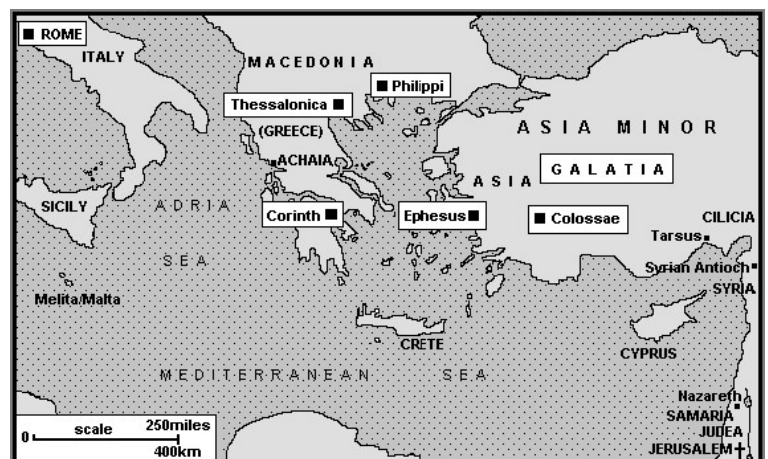 ROME
ITALY
MACEDONIA
Philippi
Thessalonica
(GREECE)
ASIA MINOR
ACHAIA
GALATIA
ASIA
SICILY
ADRIA
Corinth
Ephesus
Colossae
CILICIA
Tarsus
SEA
Syrian Antioch
SYRIA
Melita/Malta
CRETE
CYPRUS
MEDITERRANEAN SEA
Nazareth
SAMARIA
JUDEA
JERUSALEM
scale 250miles
0
400km